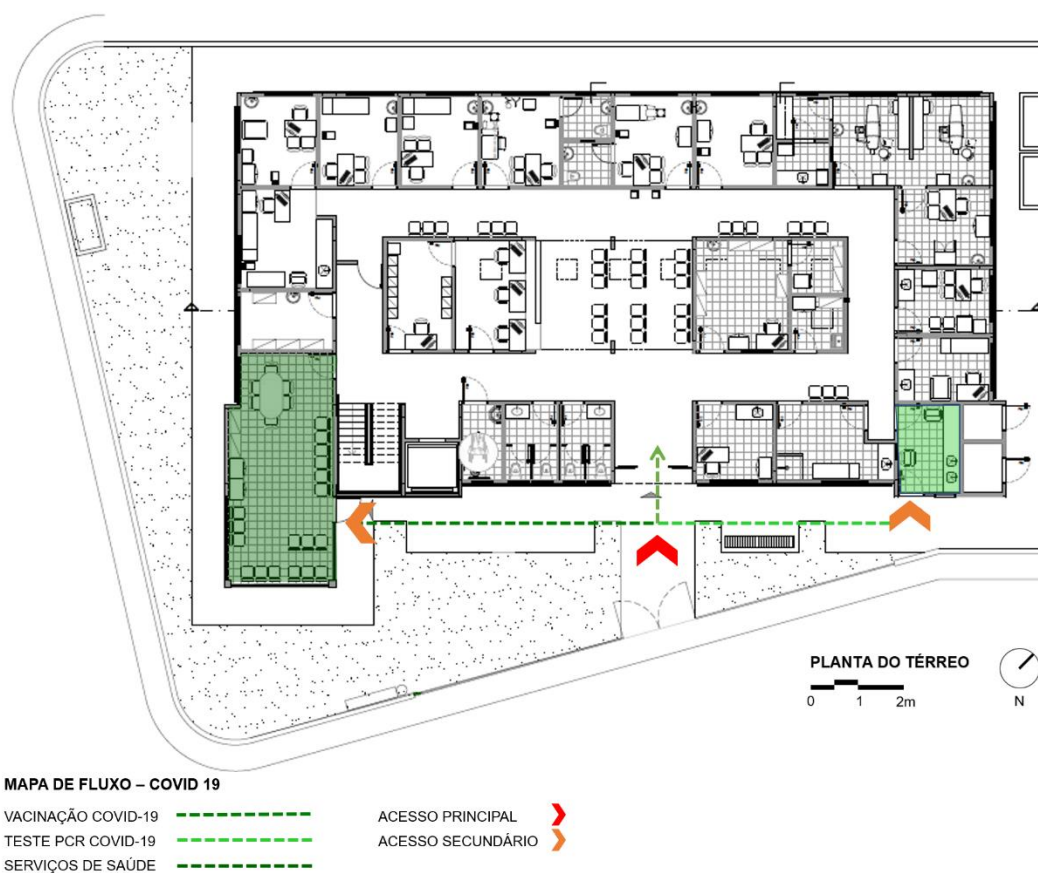 PLANTA DO TÉRREO
0 1 2m
N
MAPA DE FLUXO – COVID 19
VACINAÇÃO COVID-19
TESTE PCR COVID-19
SERVIÇOS DE SAÚDE
ACESSO PRINCIPAL
ACESSO SECUNDÁRIO